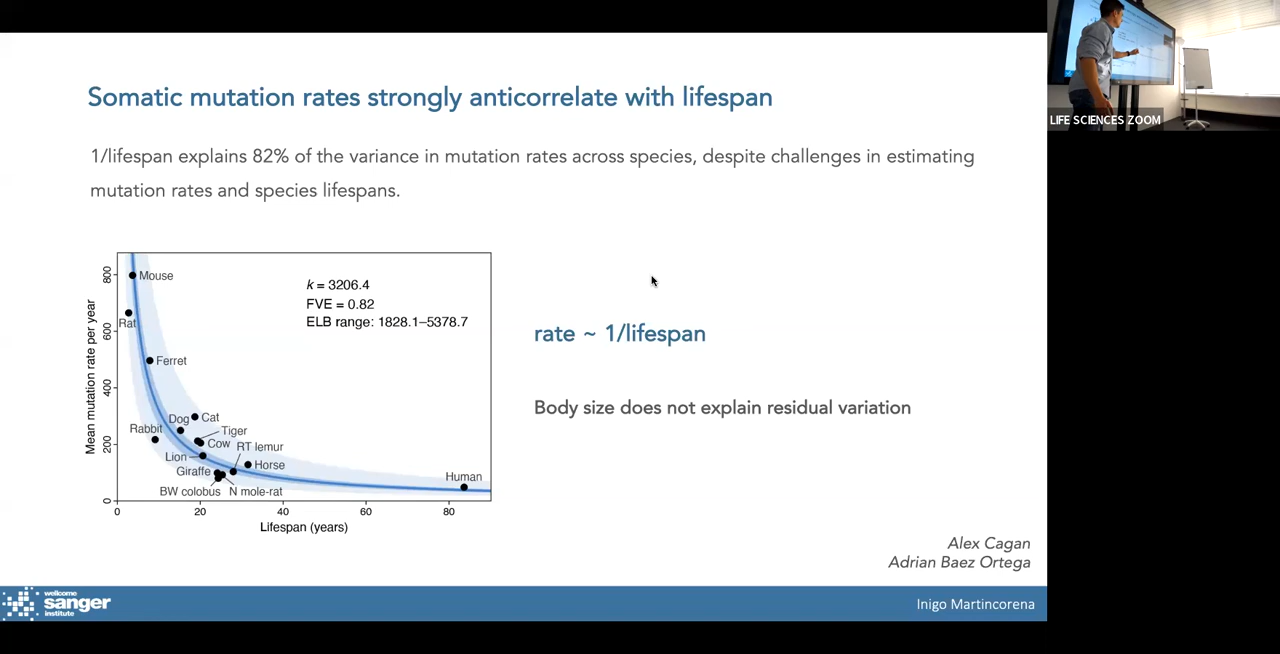 Somatic mutation rates strongly anticorrelate with lifespan
1/lifespan explains 82% of the variance in mutation rates across species, despite challenges in estimating
mutation rates and species lifespans.
Mean mutation rate per year
800
600
400
200
0
Mouse
Rat
Ferret
Rabbit
Dog
Cat
Tiger
Cow
RT lemur
Lion
Giraffe
Horse
BW colobus
N mole-rat
Human
k = 3206.4
FVE = 0.82
ELB range: 1828.1–5378.7
0 20 40 60 80
Lifespan (years)
rate ~ 1/lifespan
Body size does not explain residual variation
Alex Cagan
Adrian Baez Ortega
wellcome
sanger
institute
Inigo Martincorena
LIFE SCIENCES ZOOM